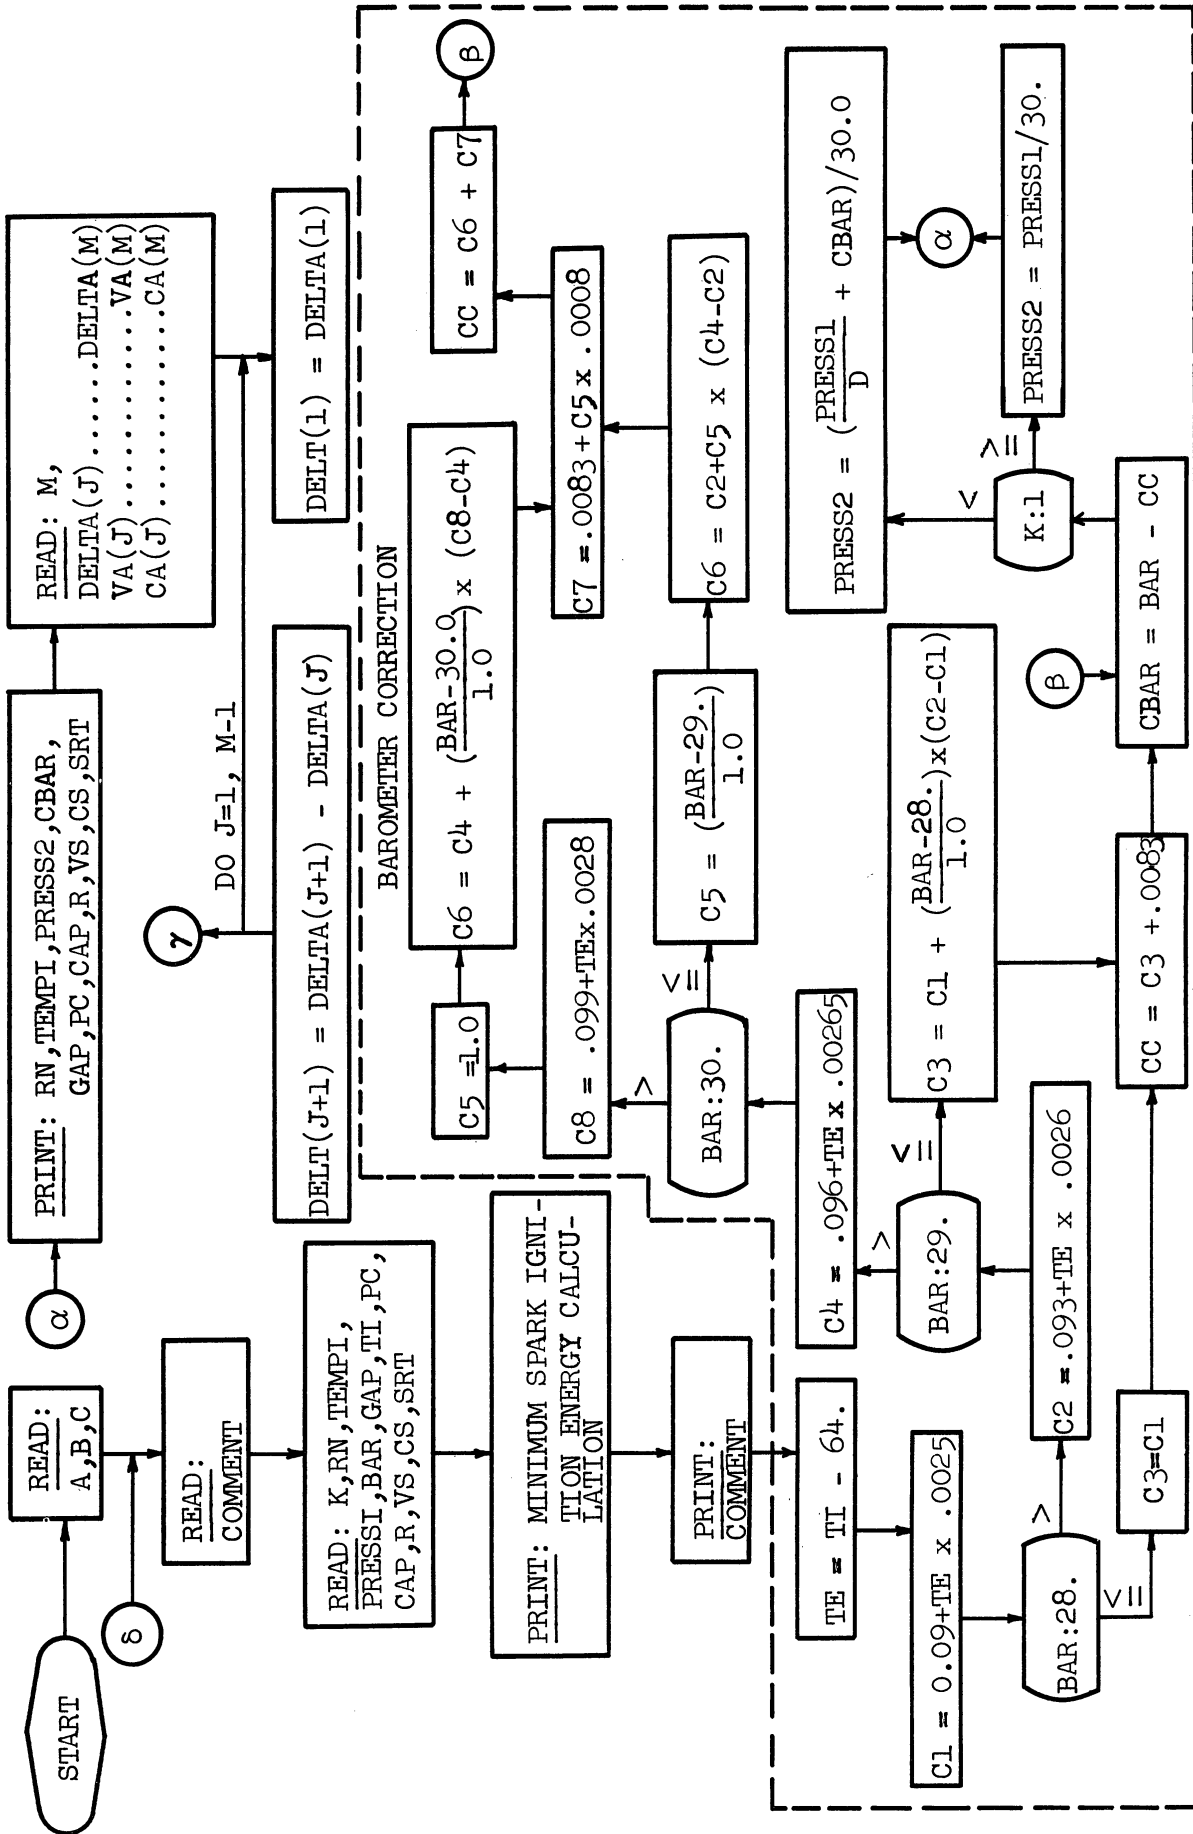 START
READ:
A,B,C
δ
READ:
COMMENT
READ: K,RN,TEMPI,
PRESSI,BAR,GAP,TI,PC,
CAP,R,VS,CS,SRT
PRINT: MINIMUM SPARK IGNI-
TION ENERGY CALCU-
LATION
PRINT:
COMMENT
TE = TI - 64.
C1 = 0.09+TE x .0025
BAR:28.
>
<=
C3=C1
C2 =.093+TE x .0026
BAR:29.
>
<=
C4 = .096+TE x .00265
BAR:30.
>
<=
C8 = .099+TEx.0028
C5 =1.0
BAROMETER CORRECTION
C6 = C4 + (BAR-30.0
1.0
) x (C8-C4)
C5 = (BAR-29.
1.0
)
C6 = C2+C5 x (C4-C2)
C7 =.0083+C5x.0008
CC = C6 + C7
β
C3 = C1 + (BAR-28.
1.0
)x(C2-C1)
CC = C3 +.0083
β
CBAR = BAR - CC
K:1
<
>=
PRESS2 = (PRESS1
D
+ CBAR)/30.0
PRESS2 = PRESS1/30.
α
α
PRINT: RN,TEMPI,PRESS2,CBAR,
GAP,PC,CAP,R,VS,CS,SRT
READ: M,
DELTA(J)......DELTA(M)
VA(J).........VA(M)
CA(J).........CA(M)
DELT(1) = DELTA(1)
DO J=1, M-1
DELT(J+1) = DELTA(J+1) - DELTA(J)
γ